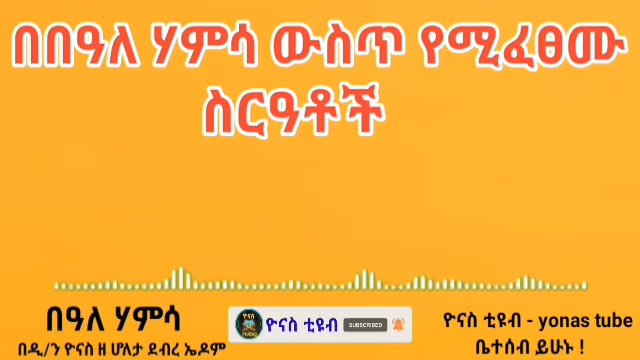 በበዓለ ሃምሳ ውስጥ የሚፈፀሙ
ስርዓቶች
በዓለ ሃምሳ
በዲ/ን ዮናስ ዘ ሆለታ ደብረ ኤዶም
ዮናስ ቲዩብ
SUBSCRIBED
ዮናስ ቲዩብ - yonas tube
ቤተሰብ ይሁኑ !